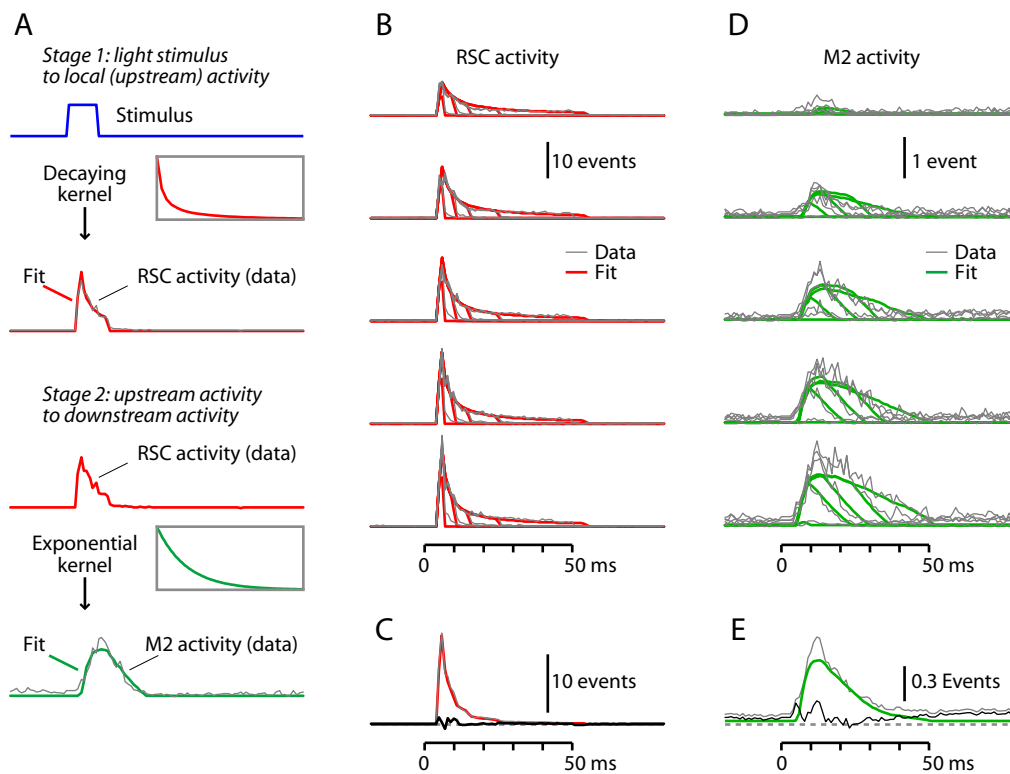 A
Stage 1: light stimulus
to local (upstream) activity
Stimulus
Decaying
kernel
Fit
RSC activity (data)
Stage 2: upstream activity
to downstream activity
RSC activity (data)
Exponential
kernel
Fit
M2 activity (data)
B
RSC activity
10 events
Data
Fit
0
50 ms
C
10 events
0
50 ms
D
M2 activity
1 event
Data
Fit
0
50 ms
E
0.3 Events
0
50 ms